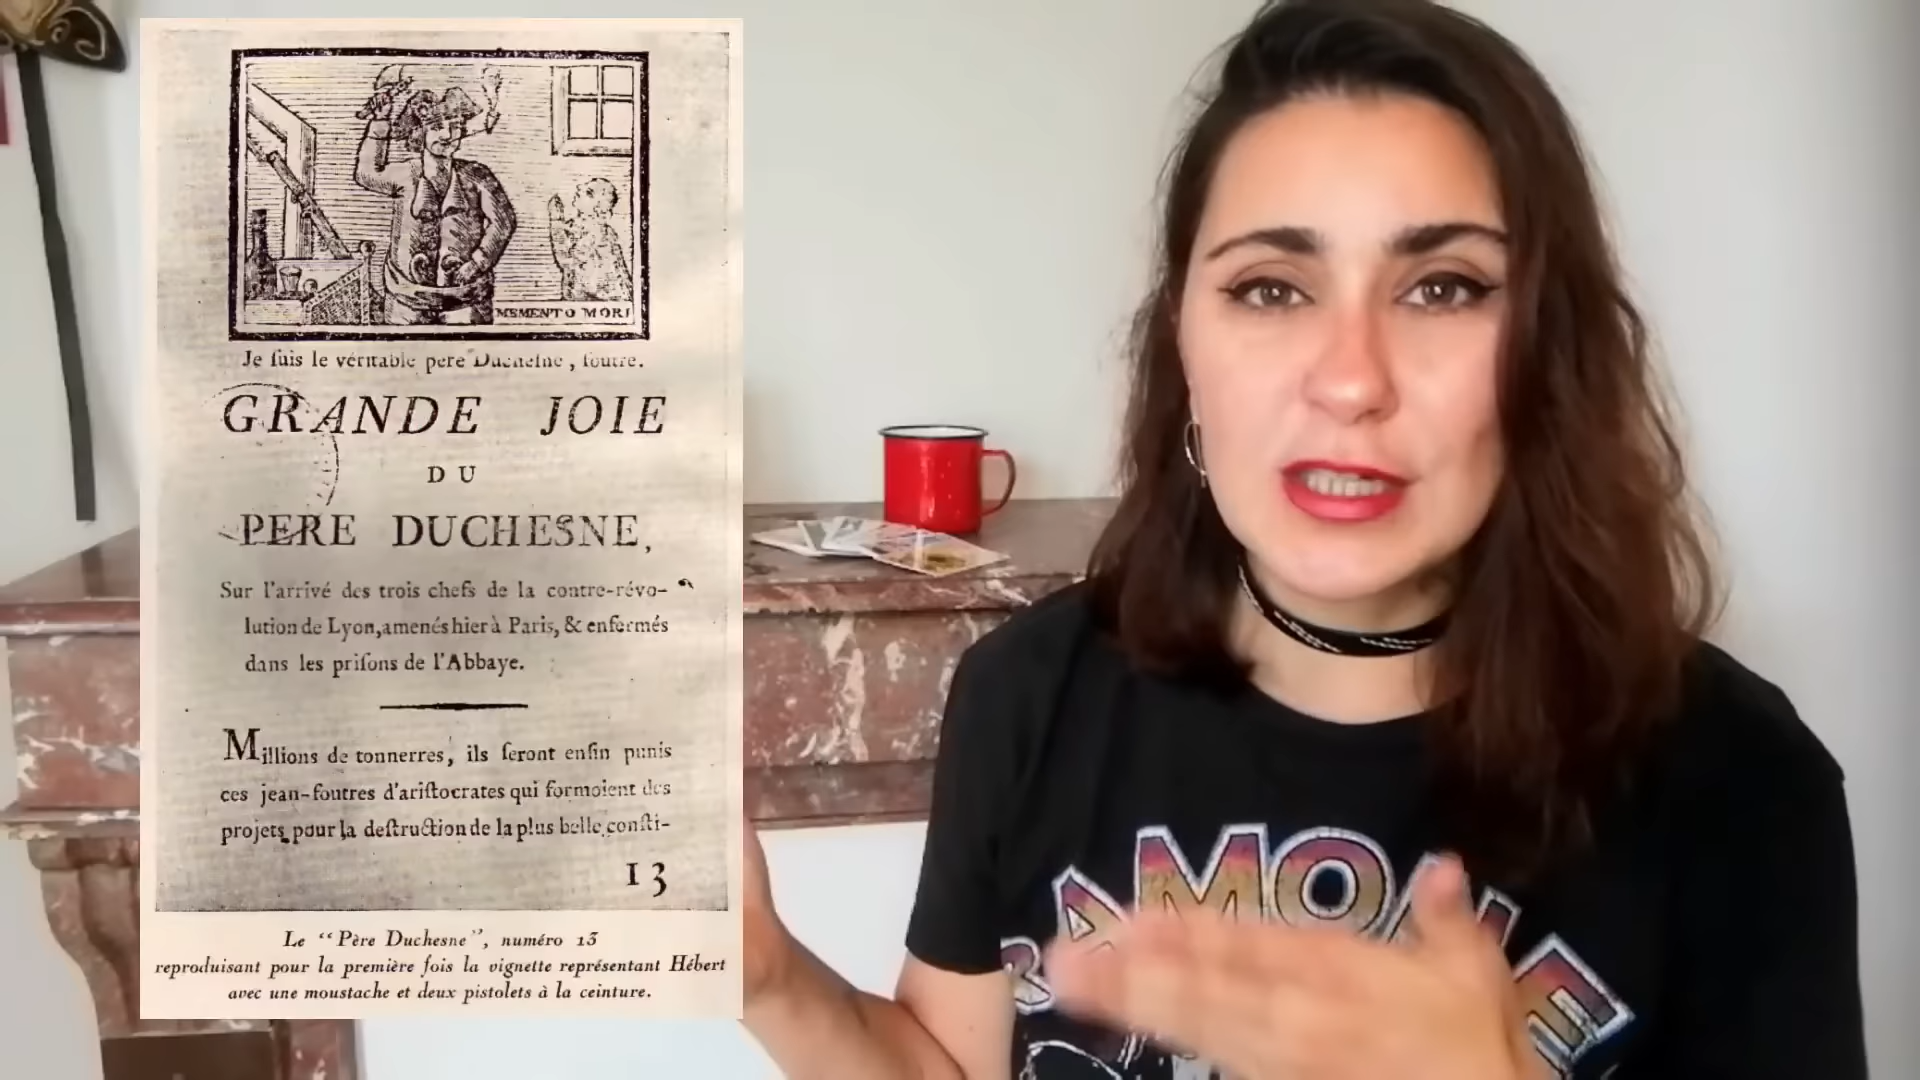 MEMENTO MORI
Je ſuis le véritable pere Ducheſne, foutre.
GRANDE JOIE
DU
PERE DUCHESNE,
Sur l'arrivé des trois chefs de la contre-révo-
lution de Lyon, amenés hier à Paris, & enfermés
dans les priſons de l'Abbaye.
Millions de tonnerres, ils ſeront enfin punis
ces jean-foutres d'ariſtocrates qui formoient des
projets pour la deſtruction de la plus belle conſti-
13
Le "Père Duchesne", numéro 13
reproduisant pour la première fois la vignette représentant Hébert
avec une moustache et deux pistolets à la ceinture.
RAMONE